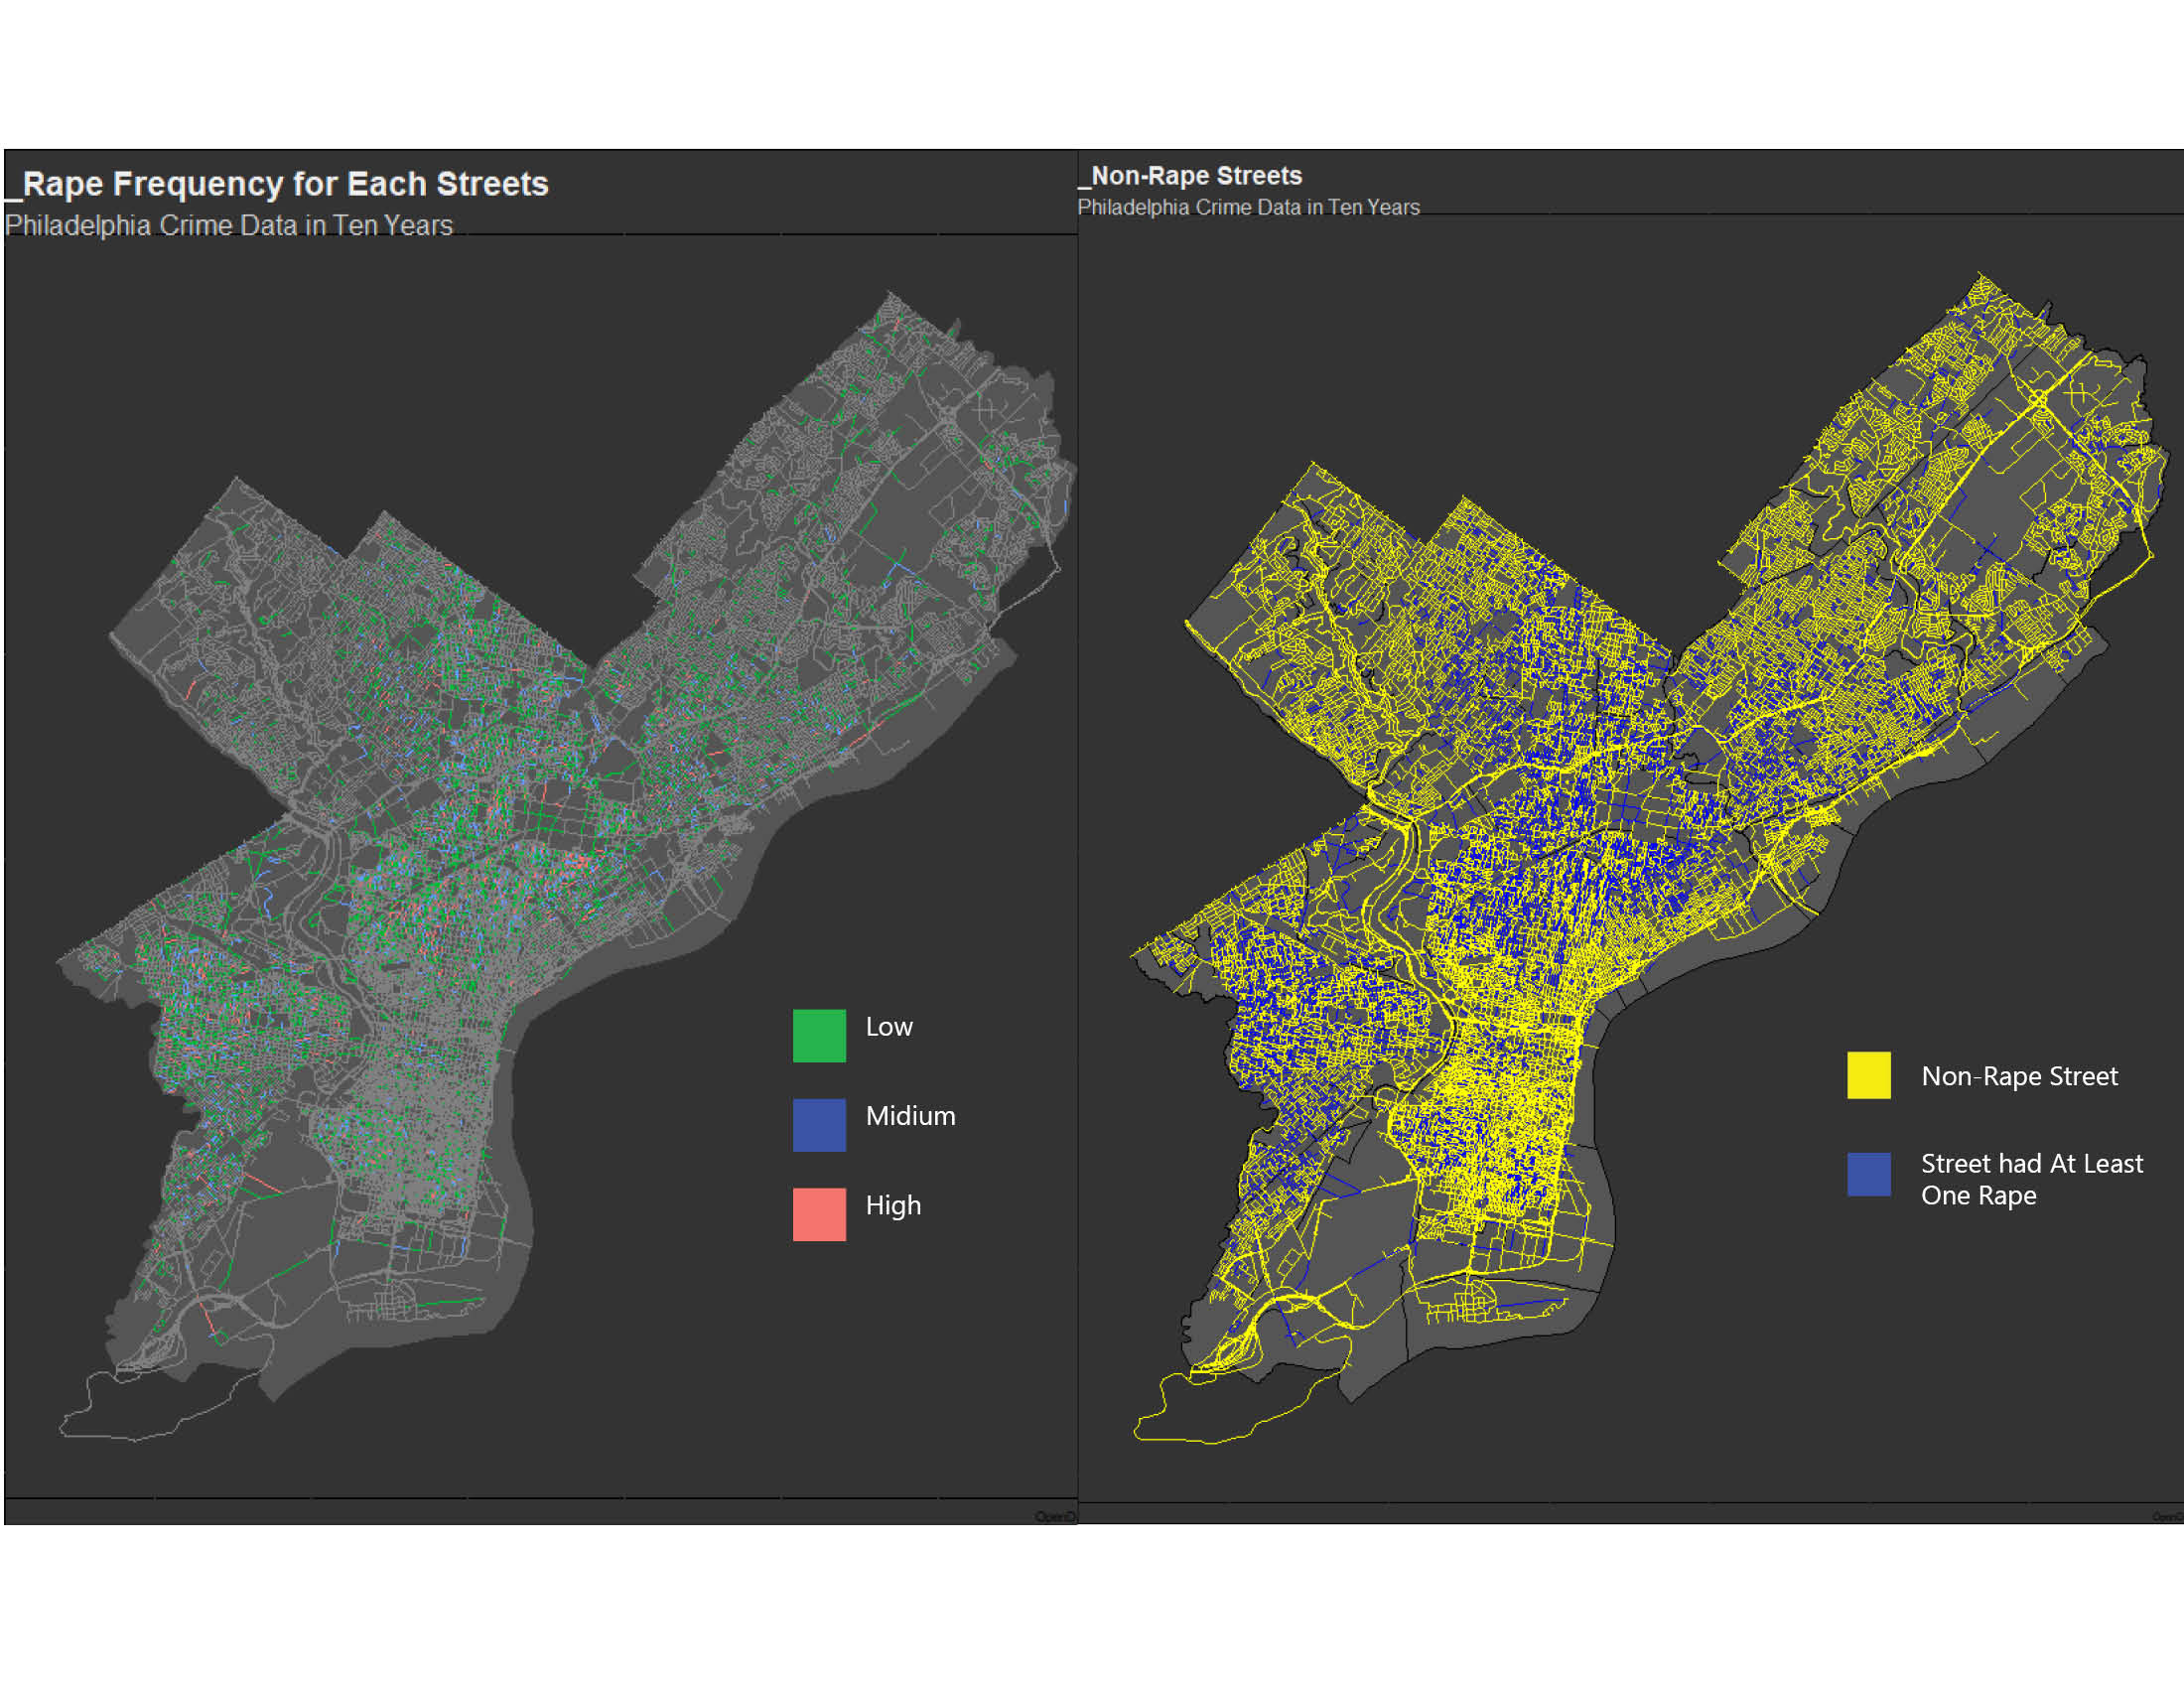 _Rape Frequency for Each Streets
Philadelphia Crime Data in Ten Years
Low
Midium
High
_Non-Rape Streets
Philadelphia Crime Data in Ten Years
Non-Rape Street
Street had At Least
One Rape